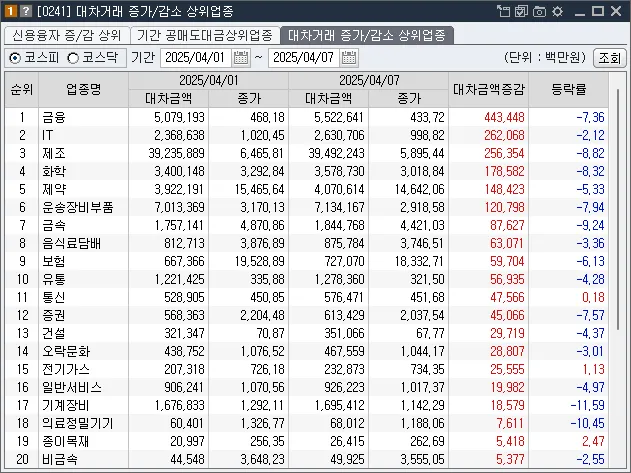 1 ? [0241] 대차거래 증가/감소 상위업종
신용융자 증/감 상위 기간 공매도대금상위업종 대차거래 증가/감소 상위업종
코스피 코스닥 기간 2025/04/01 ~ 2025/04/07 (단위 : 백만원) 조회
순위 업종명 2025/04/01 2025/04/07 대차금액증감 등락률
대차금액 종가 대차금액 종가
1 금융 5,079,193 468,18 5,522,641 433,72 443,448 -7,36
2 IT 2,368,638 1,020,45 2,630,706 998,82 262,068 -2,12
3 제조 39,235,889 6,465,81 39,492,243 5,895,44 256,354 -8,82
4 화학 3,400,148 3,292,84 3,578,730 3,018,84 178,582 -8,32
5 제약 3,922,191 15,465,64 4,070,614 14,642,06 148,423 -5,33
6 운송장비부품 7,013,369 3,170,13 7,134,167 2,918,58 120,798 -7,94
7 금속 1,757,141 4,870,86 1,844,768 4,421,03 87,627 -9,24
8 음식료담배 812,713 3,876,89 875,784 3,746,51 63,071 -3,36
9 보험 667,366 19,528,89 727,070 18,332,71 59,704 -6,13
10 유통 1,221,425 335,88 1,278,360 321,50 56,935 -4,28
11 통신 528,905 450,85 576,471 451,68 47,566 0,18
12 증권 568,363 2,204,48 613,429 2,037,54 45,066 -7,57
13 건설 321,347 70,87 351,066 67,77 29,719 -4,37
14 오락문화 438,752 1,076,52 467,559 1,044,17 28,807 -3,01
15 전기가스 207,318 726,18 232,873 734,35 25,555 1,13
16 일반서비스 906,241 1,070,56 926,223 1,017,37 19,982 -4,97
17 기계장비 1,676,833 1,292,11 1,695,412 1,142,29 18,579 -11,59
18 의료정밀기기 60,401 1,326,77 68,012 1,188,06 7,611 -10,45
19 종이목재 20,997 256,35 26,415 262,69 5,418 2,47
20 비금속 44,548 3,648,23 49,925 3,555,05 5,377 -2,55